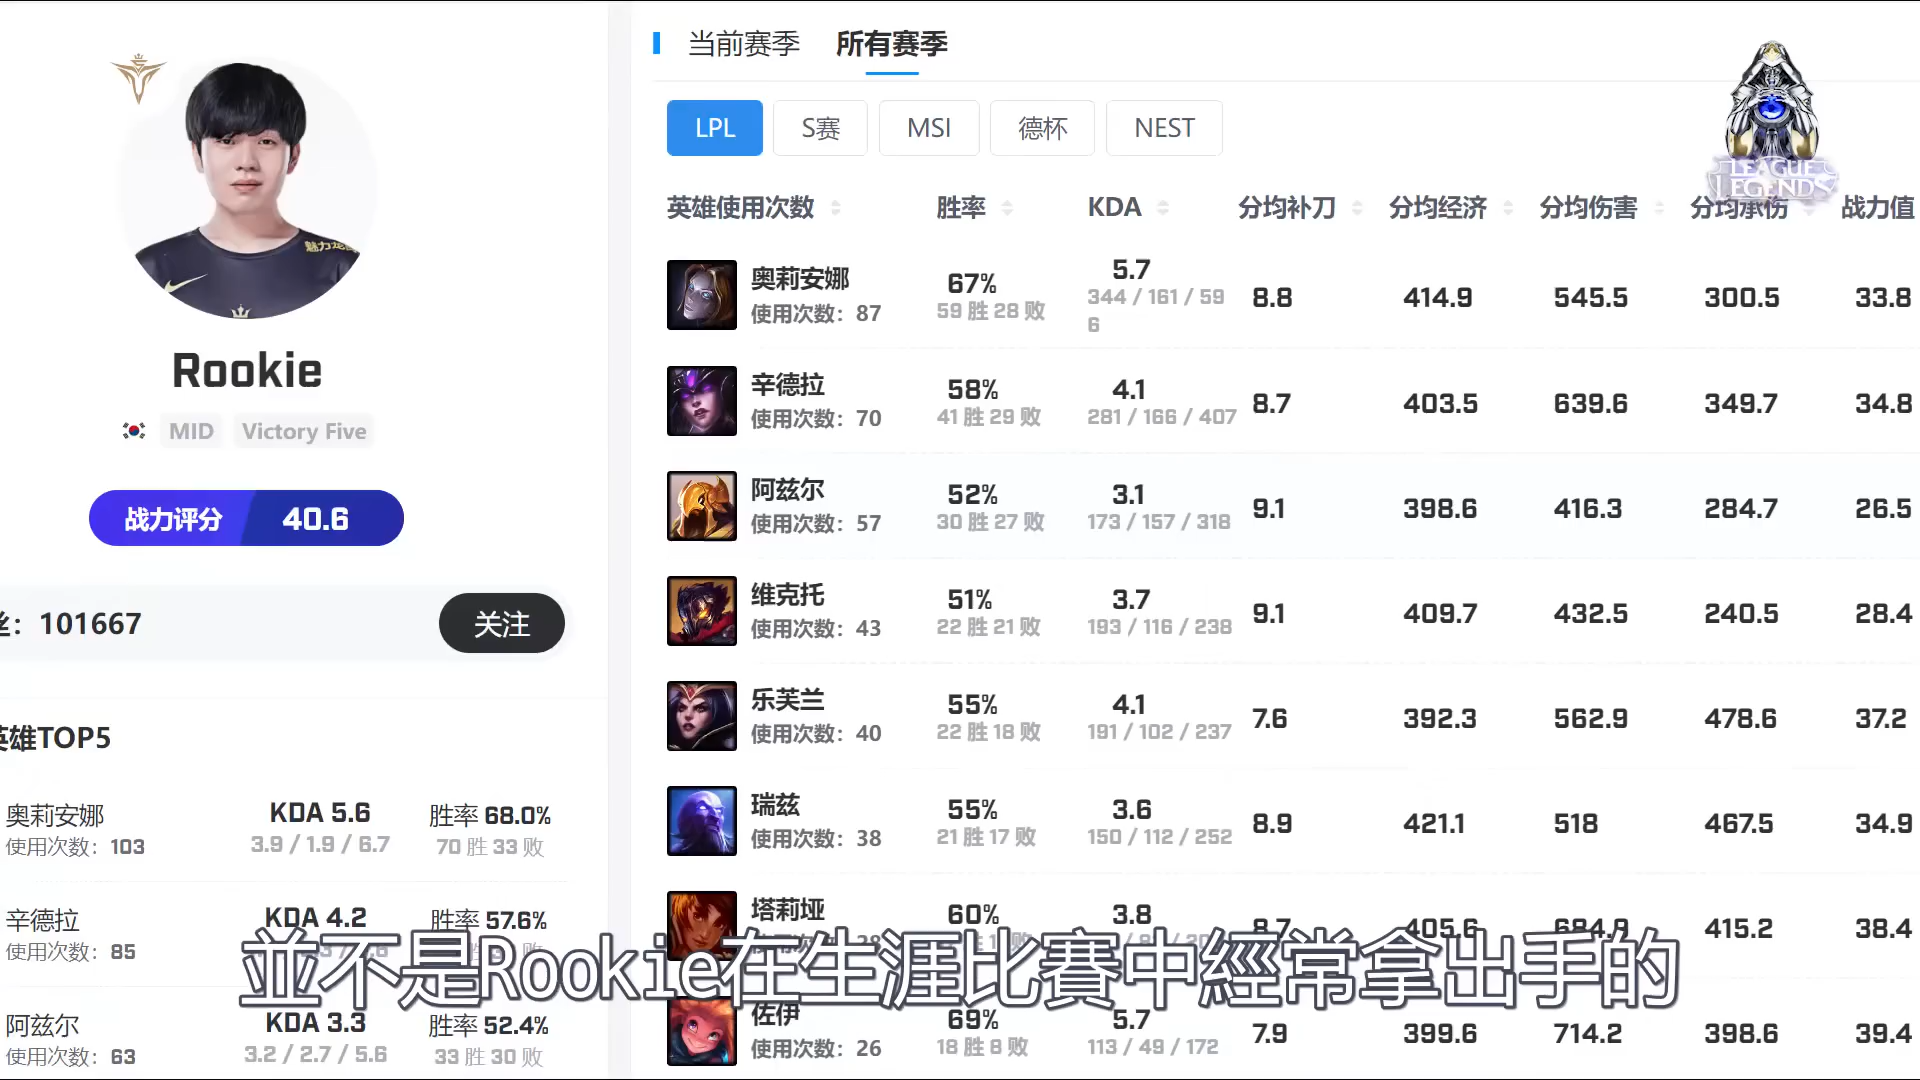 魅力
Rookie
MID
Victory Five
战力评分
40.6
101667
关注
英雄TOP5
奥莉安娜
使用次数：103
KDA 5.6
3.9 / 1.9 / 6.7
胜率 68.0%
70 胜 33 败
辛德拉
使用次数：85
KDA 4.2
胜率 57.6%
阿兹尔
使用次数：63
KDA 3.3
3.2 / 2.7 / 5.6
胜率 52.4%
33 胜 30 败
当前赛季
所有赛季
LPL
S赛
MSI
德杯
NEST
LEAGUE
LEGENDS
英雄使用次数
胜率
KDA
分均补刀
分均经济
分均伤害
分均承伤
战力值
奥莉安娜
使用次数：87
67%
59 胜 28 败
5.7
344 / 161 / 59
6
8.8
414.9
545.5
300.5
33.8
辛德拉
使用次数：70
58%
41 胜 29 败
4.1
281 / 166 / 407
8.7
403.5
639.6
349.7
34.8
阿兹尔
使用次数：57
52%
30 胜 27 败
3.1
173 / 157 / 318
9.1
398.6
416.3
284.7
26.5
维克托
使用次数：43
51%
22 胜 21 败
3.7
193 / 116 / 238
9.1
409.7
432.5
240.5
28.4
乐芙兰
使用次数：40
55%
22 胜 18 败
4.1
191 / 102 / 237
7.6
392.3
562.9
478.6
37.2
瑞兹
使用次数：38
55%
21 胜 17 败
3.6
150 / 112 / 252
8.9
421.1
518
467.5
34.9
塔莉垭
60%
3.8
8.7
405.6
684.9
415.2
38.4
並不是Rookie在生涯比賽中經常拿出手的
佐伊
使用次数：26
69%
18 胜 8 败
5.7
113 / 49 / 172
7.9
399.6
714.2
398.6
39.4